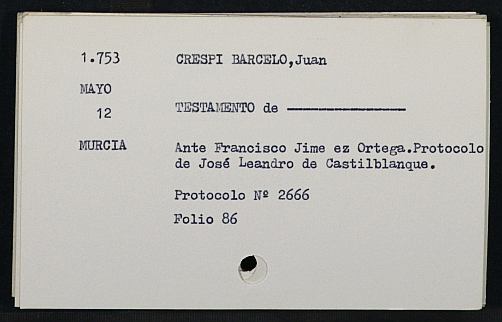 1.753 CRESPI BARCELO,Juan
MAYO
12 TESTAMENTO de ———————
MURCIA Ante Francisco Jime ez Ortega.Protocolo
de José Leandro de Castilblanque.
Protocolo Nº 2666
Folio 86